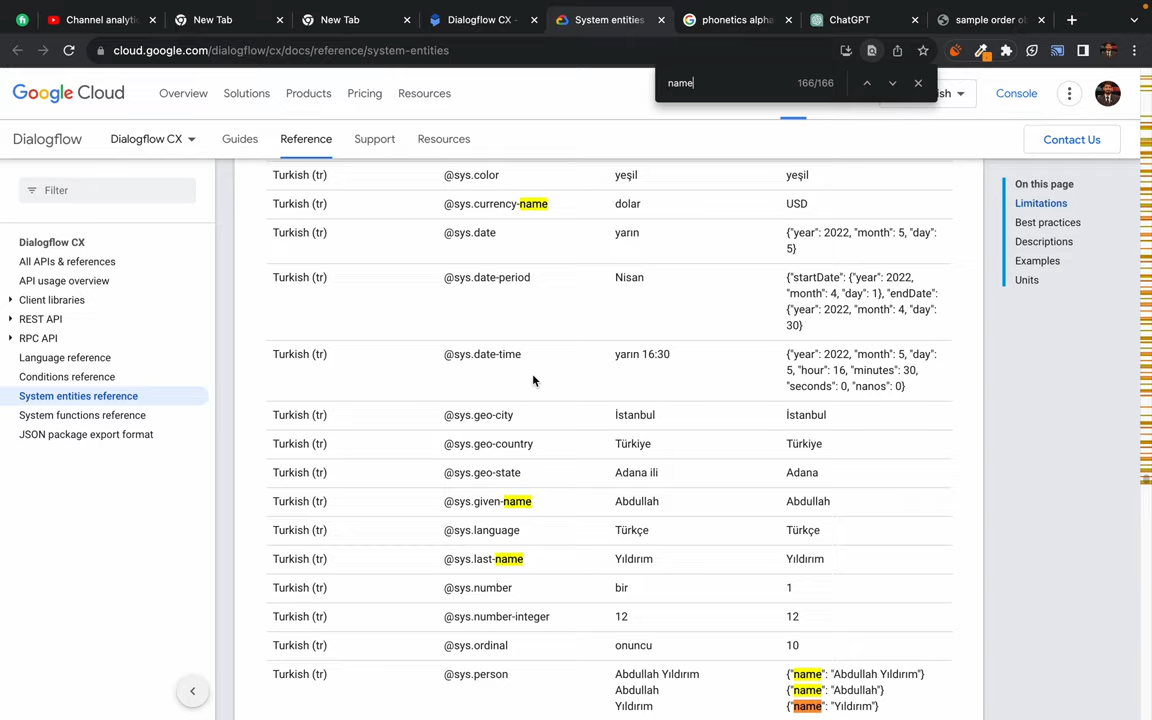 Channel analytic
New Tab
New Tab
Dialogflow CX -
System entities
phonetics alpha
ChatGPT
sample order ob
cloud.google.com/dialogflow/cx/docs/reference/system-entities
name
166/166
Google Cloud
Overview
Solutions
Products
Pricing
Resources
Console
Dialogflow
Dialogflow CX
Guides
Reference
Support
Resources
Contact Us
Filter
Dialogflow CX
All APIs & references
API usage overview
Client libraries
REST API
RPC API
Language reference
Conditions reference
System entities reference
System functions reference
JSON package export format
Turkish (tr) @sys.color yeşil yeşil
Turkish (tr) @sys.currency-name dolar USD
Turkish (tr) @sys.date yarın {"year": 2022, "month": 5, "day":
5}
Turkish (tr) @sys.date-period Nisan {"startDate": {"year": 2022,
"month": 4, "day": 1}, "endDate":
{"year": 2022, "month": 4, "day":
30}
Turkish (tr) @sys.date-time yarın 16:30 {"year": 2022, "month": 5, "day":
5, "hour": 16, "minutes": 30,
"seconds": 0, "nanos": 0}
Turkish (tr) @sys.geo-city İstanbul İstanbul
Turkish (tr) @sys.geo-country Türkiye Türkiye
Turkish (tr) @sys.geo-state Adana ili Adana
Turkish (tr) @sys.given-name Abdullah Abdullah
Turkish (tr) @sys.language Türkçe Türkçe
Turkish (tr) @sys.last-name Yıldırım Yıldırım
Turkish (tr) @sys.number bir 1
Turkish (tr) @sys.number-integer 12 12
Turkish (tr) @sys.ordinal onuncu 10
Turkish (tr) @sys.person Abdullah Yıldırım {"name": "Abdullah Yıldırım"}
Abdullah {"name": "Abdullah"}
Yıldırım {"name": "Yıldırım"}
On this page
Limitations
Best practices
Descriptions
Examples
Units